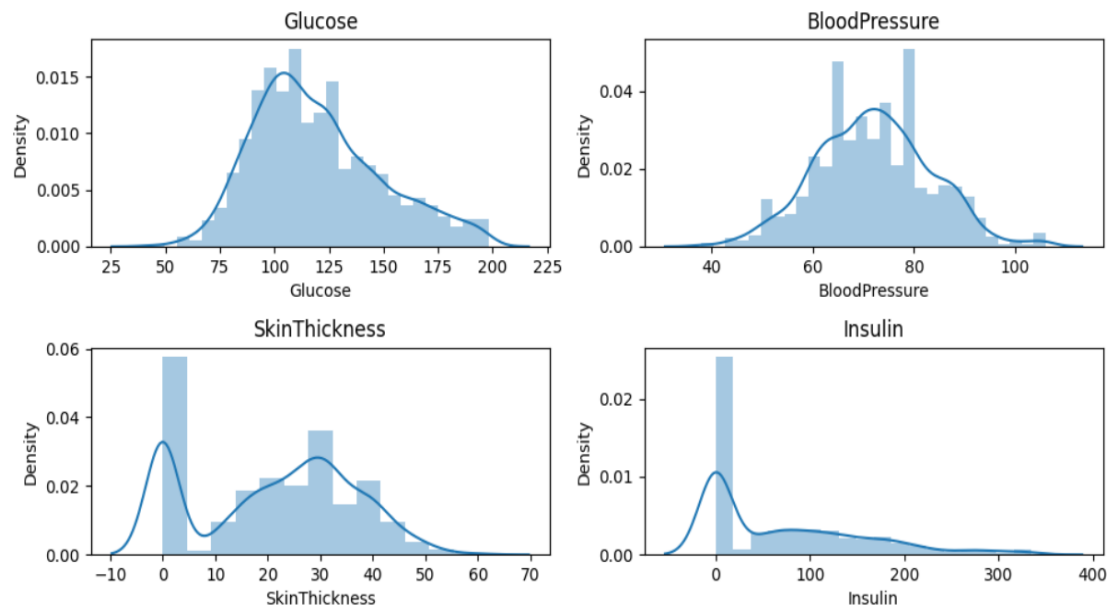 Glucose
BloodPressure
0.015
0.010
0.005
0.000
Density
25 50 75 100 125 150 175 200 225
Glucose
0.04
0.02
0.00
Density
40 60 80 100
BloodPressure
SkinThickness
Insulin
0.06
0.04
0.02
0.00
Density
−10 0 10 20 30 40 50 60 70
SkinThickness
0.02
0.01
0.00
Density
0 100 200 300 400
Insulin